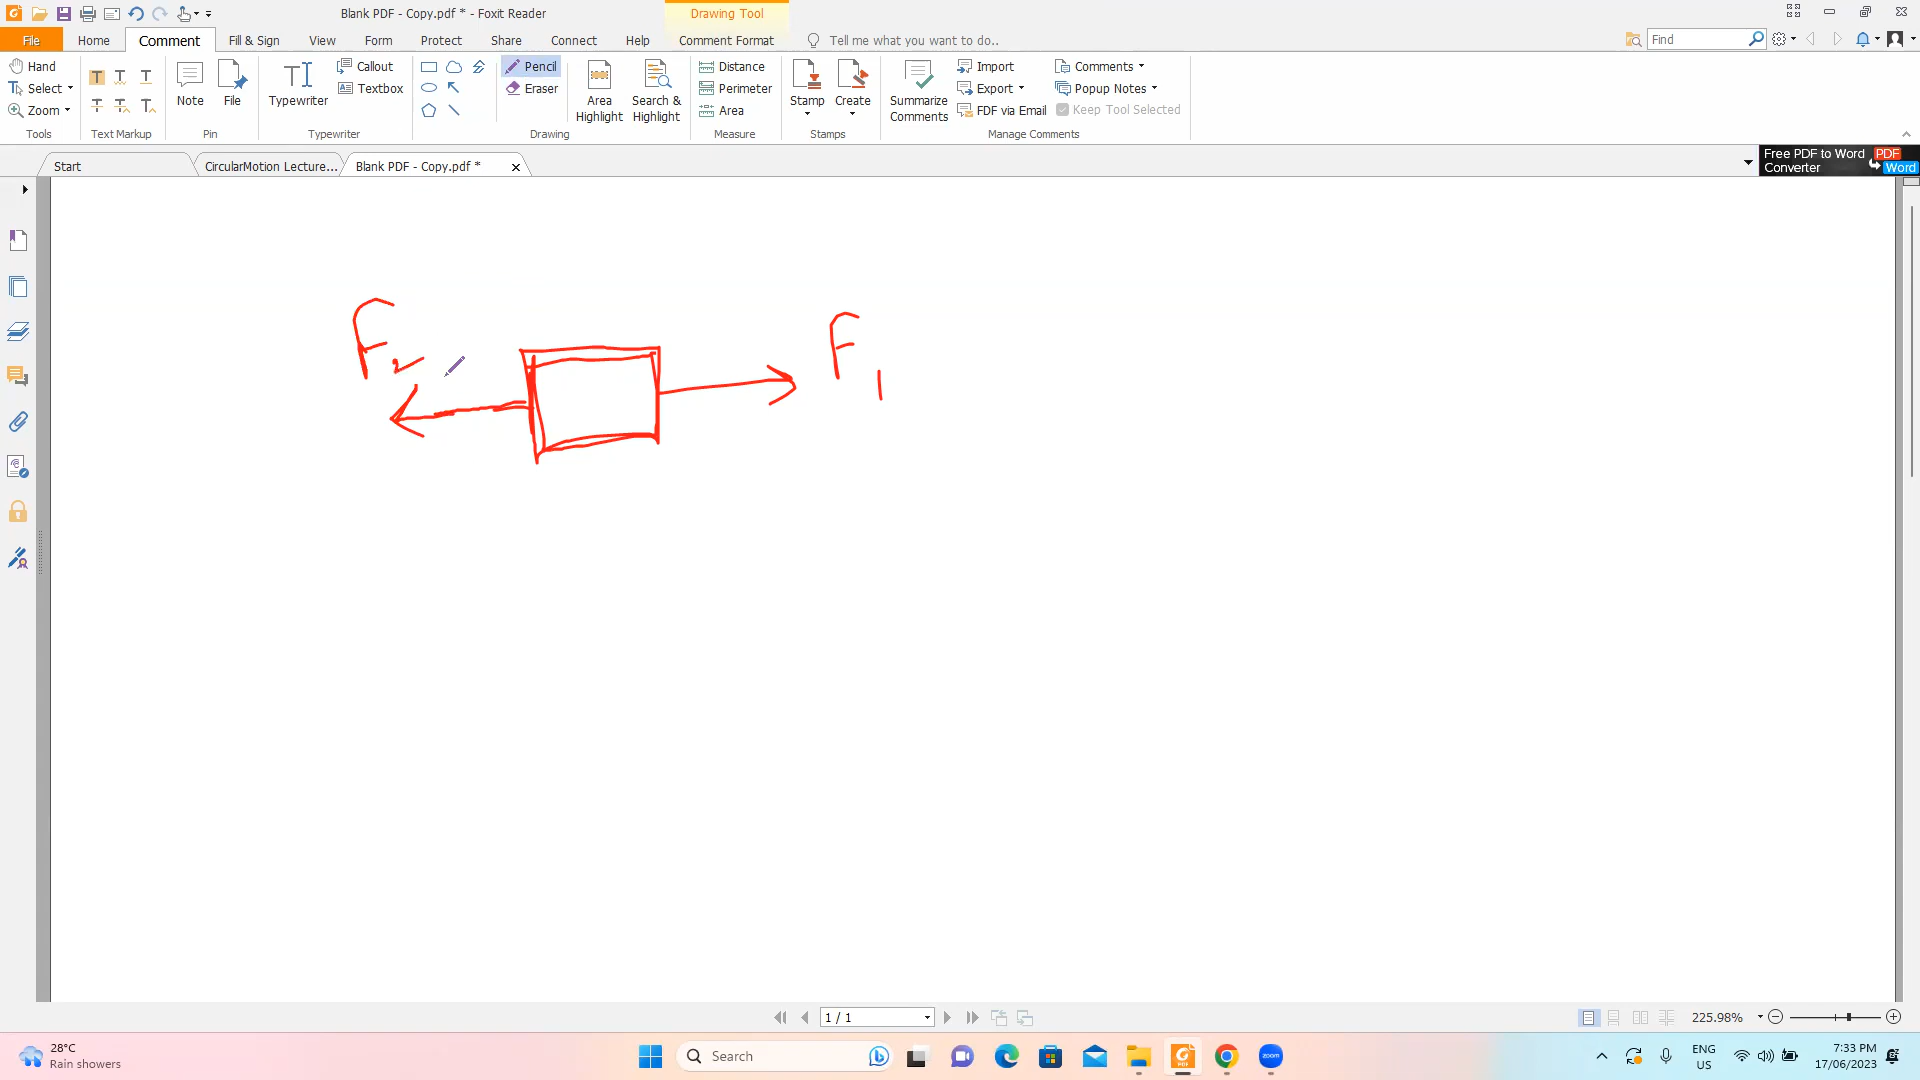 Blank PDF - Copy.pdf * - Foxit Reader
Drawing Tool
File Home Comment Fill & Sign View Form Protect Share Connect Help Comment Format Tell me what you want to do.. Find
Hand
Select
Zoom
Tools
Text Markup
Note File
Pin
Typewriter
Callout
Textbox
Typewriter
Pencil
Eraser
Drawing
Area Highlight
Search & Highlight
Distance
Perimeter
Area
Measure
Stamp Create
Stamps
Summarize Comments
Import
Export
FDF via Email
Comments
Popup Notes
Keep Tool Selected
Manage Comments
Start CircularMotion Lecture... Blank PDF - Copy.pdf *
Free PDF to Word Converter PDF Word
F2
F1
1 / 1
225.98%
28°C
Rain showers
Search
zoom
ENG
US
7:33 PM
17/06/2023